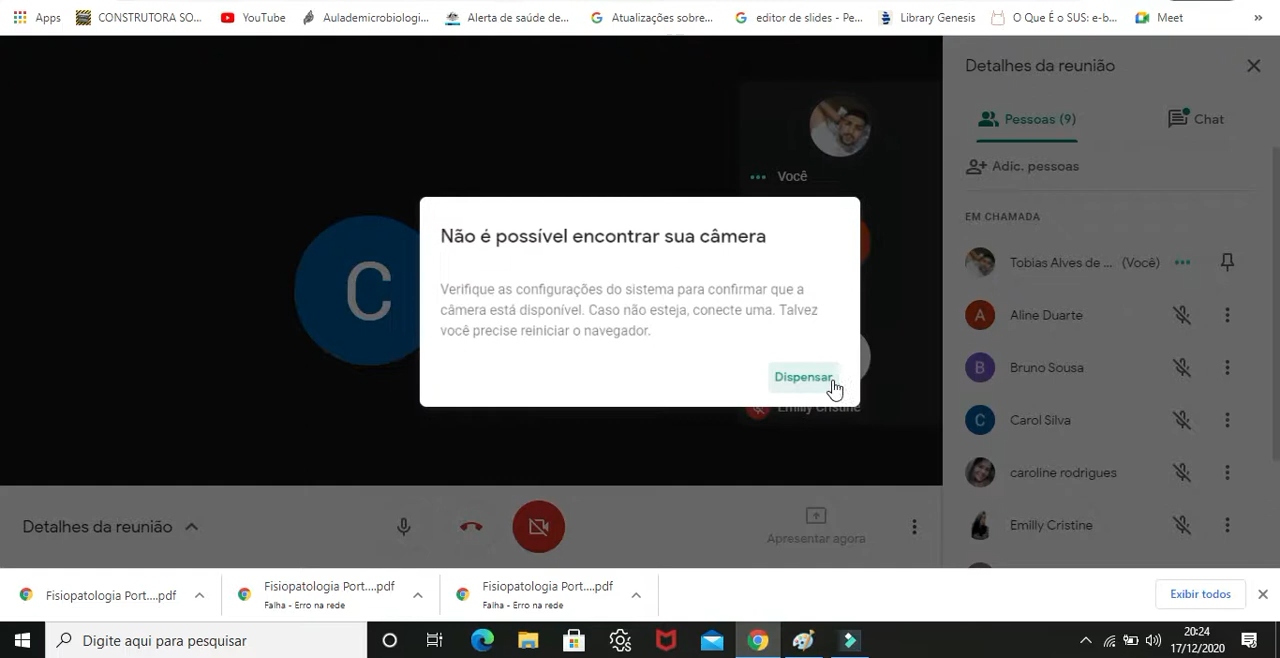 Apps
CONSTRUTORA SO...
YouTube
Aulademicrobiologi...
Alerta de saúde de...
Atualizações sobre...
editor de slides - Pe...
Library Genesis
O Que É o SUS: e-b...
Meet
»
Detalhes da reunião
Pessoas (9)
Chat
Adic. pessoas
Você
EM CHAMADA
Tobias Alves de ... (Você)
Aline Duarte
B Bruno Sousa
C Carol Silva
caroline rodrigues
Emilly Cristine
A
C
Não é possível encontrar sua câmera
Verifique as configurações do sistema para confirmar que a
câmera está disponível. Caso não esteja, conecte uma. Talvez
você precise reiniciar o navegador.
Dispensar
Emilly Cristine
Detalhes da reunião
Apresentar agora
Fisiopatologia Port....pdf
Fisiopatologia Port....pdf
Falha - Erro na rede
Fisiopatologia Port....pdf
Falha - Erro na rede
Exibir todos
Digite aqui para pesquisar
20:24
17/12/2020